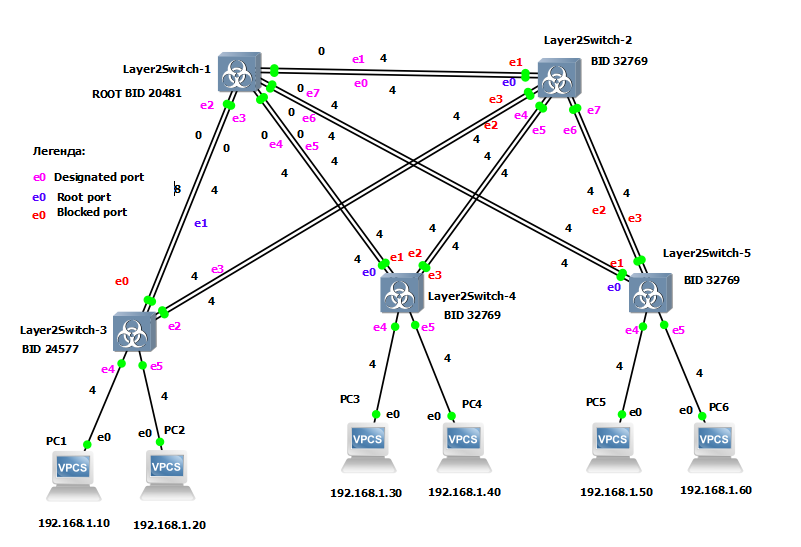 Layer2Switch-2
0
e1
4
e1
BID 32769
Layer2Switch-1
e0
4
e0
ROOT BID 20481
0
e7
e3
e2
4
e7
e3
0
e6
4
e4
e2
e5
e6
0
0
0
0
e4
e5
4
4
4
4
4
Легенда:
e0 Designated port
e0 Root port
e0 Blocked port
8
4
4
4
e1
4
4
4
4
e2
e3
4
e3
e1
e2
Layer2Switch-5
4
4
e0
e3
4
e1
e0
BID 32769
e0
4
Layer2Switch-4
BID 32769
Layer2Switch-3
e2
BID 24577
e4
e5
e4
e5
e4
e5
4
4
4
4
4
4
PC1
e0
e0
PC2
PC3
e0
e0
PC4
PC5
e0
e0
PC6
VPCS
VPCS
VPCS
VPCS
VPCS
VPCS
192.168.1.10
192.168.1.20
192.168.1.30
192.168.1.40
192.168.1.50
192.168.1.60